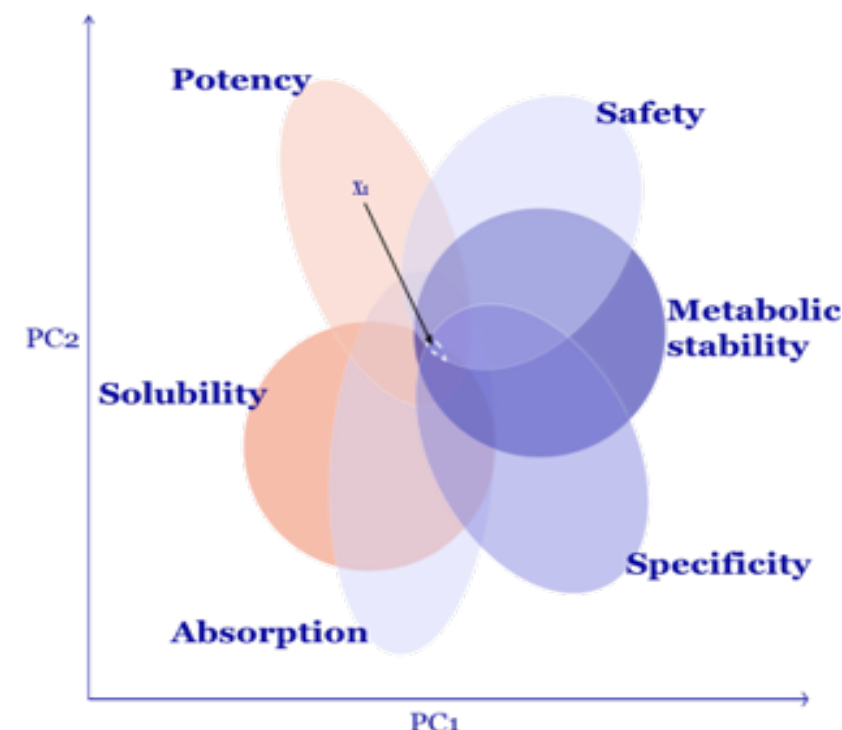 Potency
Safety
x₁
Metabolic
stability
PC2
Solubility
Specificity
Absorption
PC1